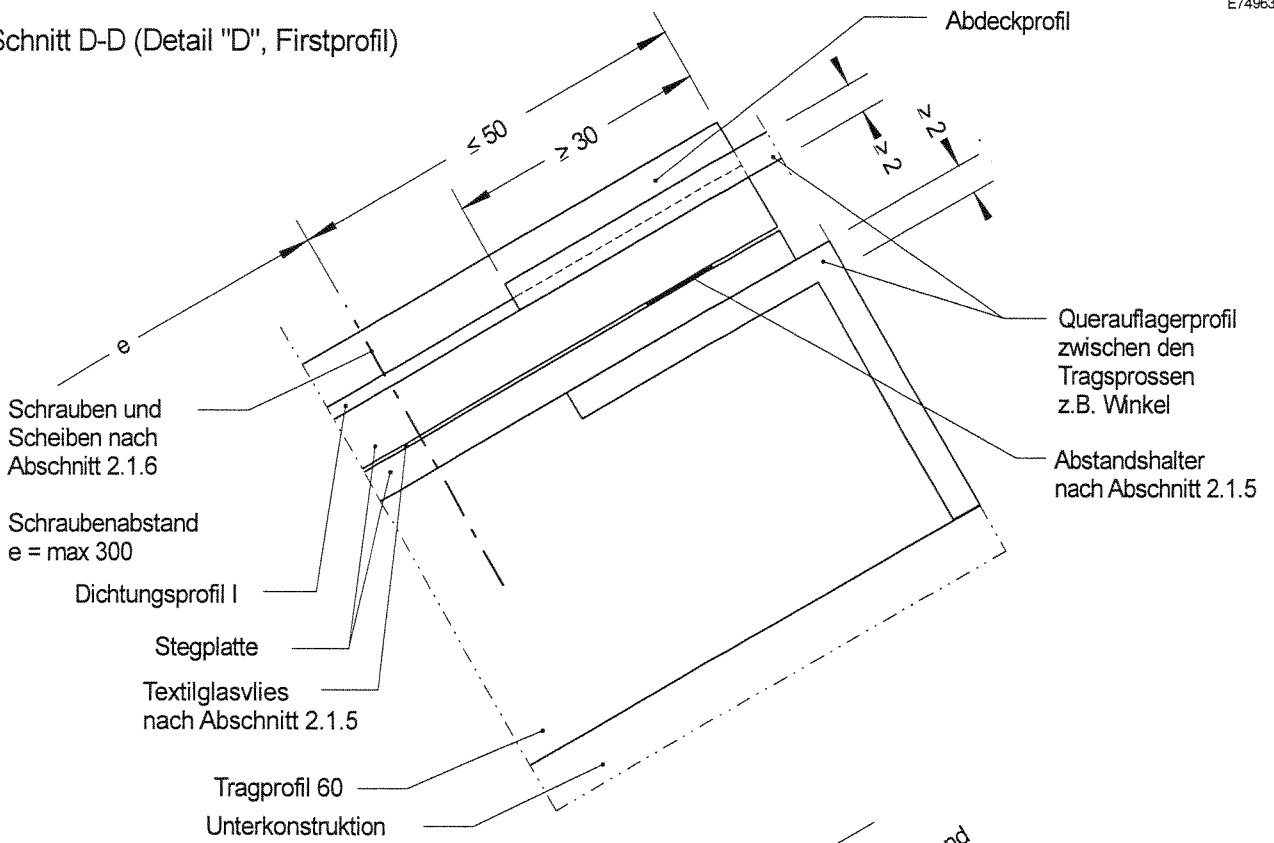 E74963
Schnitt D-D (Detail "D", Firstprofil)
Abdeckprofil
≤ 50
≥ 30
≥ 2
≥ 2
e
Querauflagerprofil
zwischen den
Tragsprossen
z.B. Winkel
Schrauben und
Scheiben nach
Abschnitt 2.1.6
Abstandshalter
nach Abschnitt 2.1.5
Schraubenabstand
e = max 300
Dichtungsprofil I
Stegplatte
Textilglasvlies
nach Abschnitt 2.1.5
Tragprofil 60
Unterkonstruktion